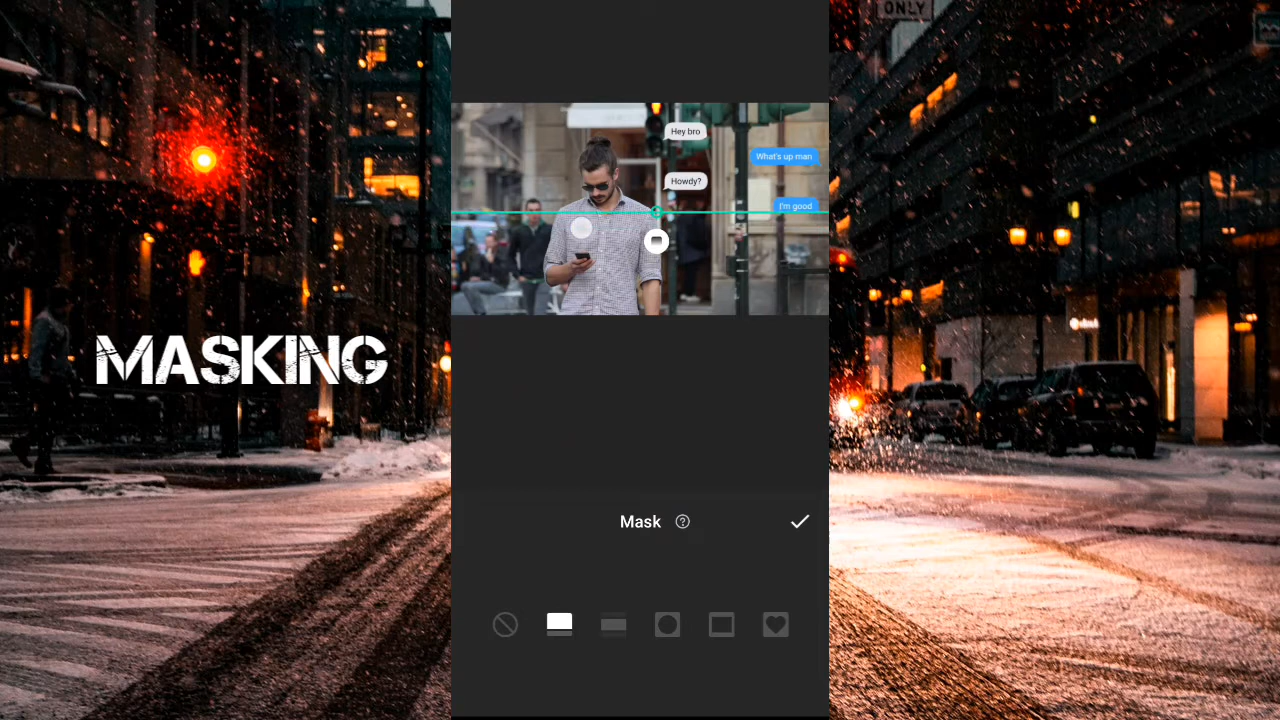 ONLY
Hey bro
What's up man
Howdy?
I'm good
MASKING
Mask ?